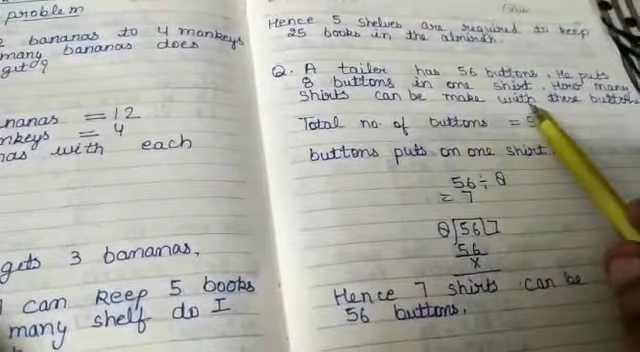 problem
bananas to 4 monkeys
many bananas does
get?
= 12
= 4
with each
gets 3 bananas,
can keep 5 books
many shelf do I
Hence 5 shelves are required to keep
25 books in the almirah.
Q. A tailer has 56 buttons. He puts
8 buttons in one shirt. How many
shirts can be make with these
Total no. of buttons =
buttons puts on one shirt
56 ÷ 8
= 7
8)56(7
56
x
Hence 7 shirts can be
56 buttons.